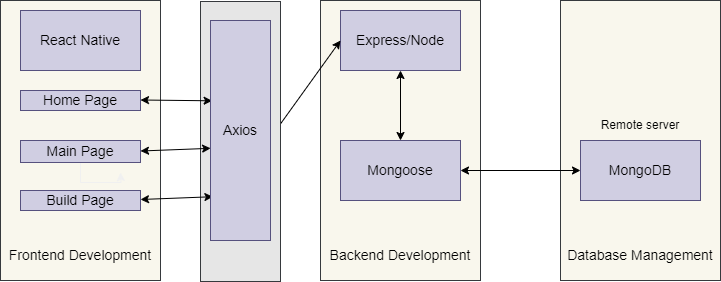 React Native
Home Page
Main Page
Build Page
Frontend Development
Axios
Express/Node
Mongoose
Backend Development
Remote server
MongoDB
Database Management